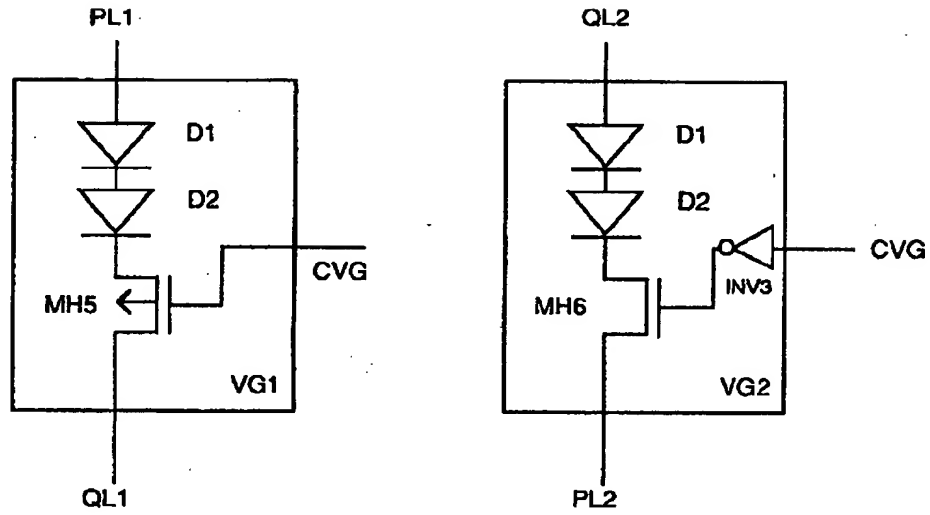 PL1
D1
D2
CVG
MH5
VG1
QL1
QL2
D1
D2
CVG
INV3
MH6
VG2
PL2